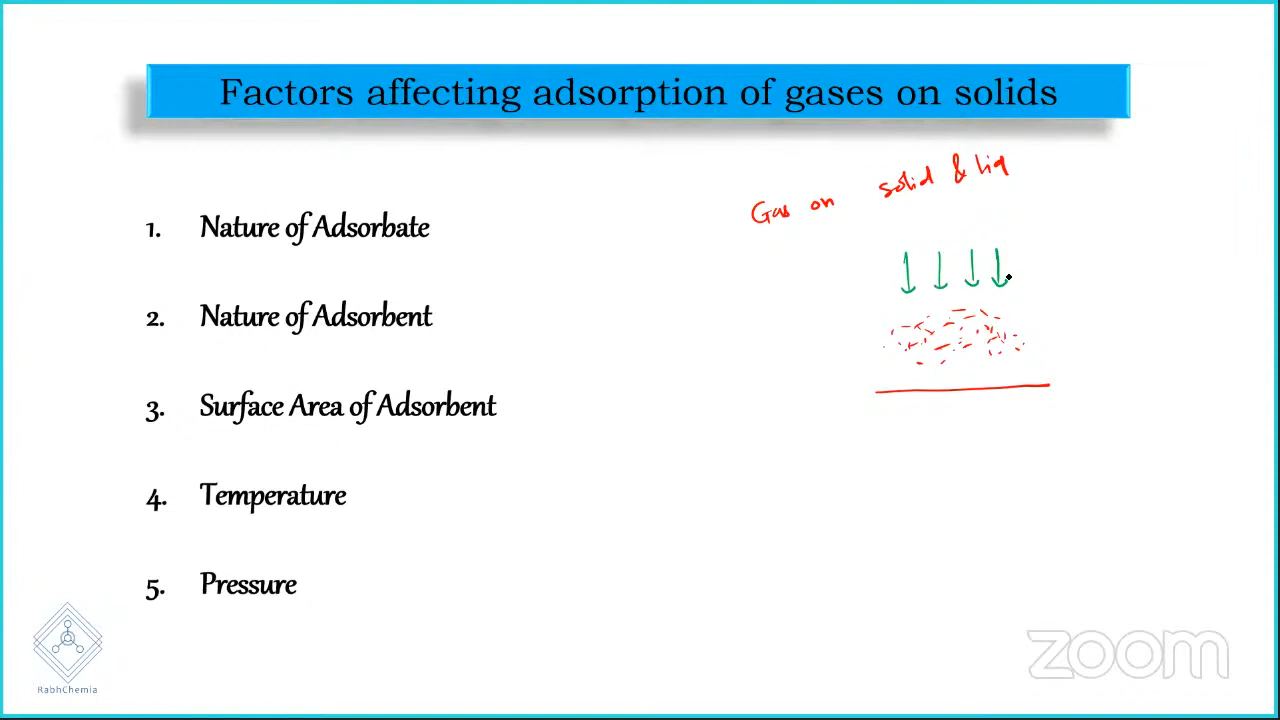 Factors affecting adsorption of gases on solids
Gas on solid & liq
1. Nature of Adsorbate
2. Nature of Adsorbent
3. Surface Area of Adsorbent
4. Temperature
5. Pressure
RabhChemia
zoom